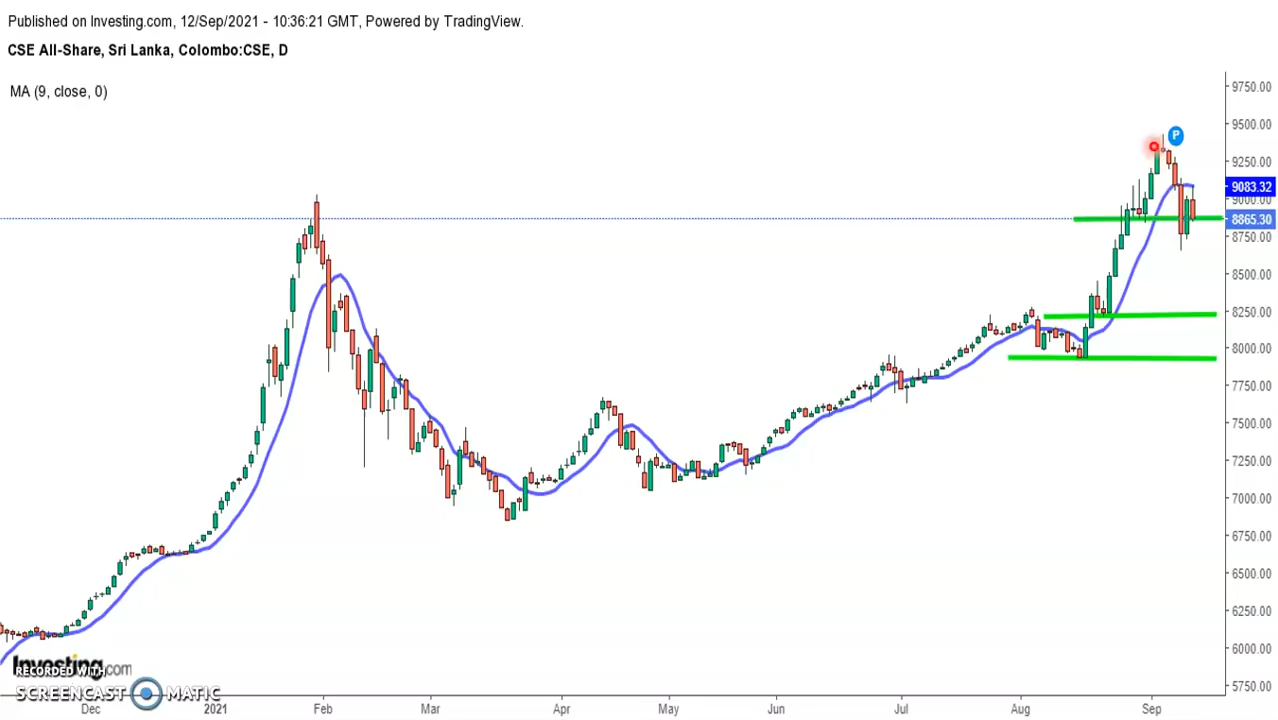 Published on Investing.com, 12/Sep/2021 - 10:36:21 GMT, Powered by TradingView.
CSE All-Share, Sri Lanka, Colombo:CSE, D
MA (9, close, 0)
9750.00
9500.00
P
9250.00
9083.32
9000.00
8865.30
8750.00
8500.00
8250.00
8000.00
7750.00
7500.00
7250.00
7000.00
6750.00
6500.00
6250.00
6000.00
5750.00
Investing.com
RECORDED WITH
SCREENCAST MATIC
Dec 2021 Feb Mar Apr May Jun Jul Aug Sep